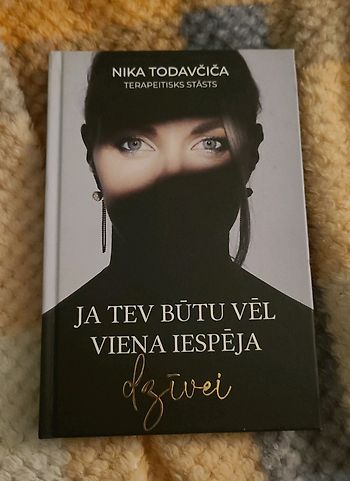 NIKA TODAVČIČA
TERAPEITISKS STĀSTS
JA TEV BŪTU VĒL
VIENA IESPĒJA
dzīvei